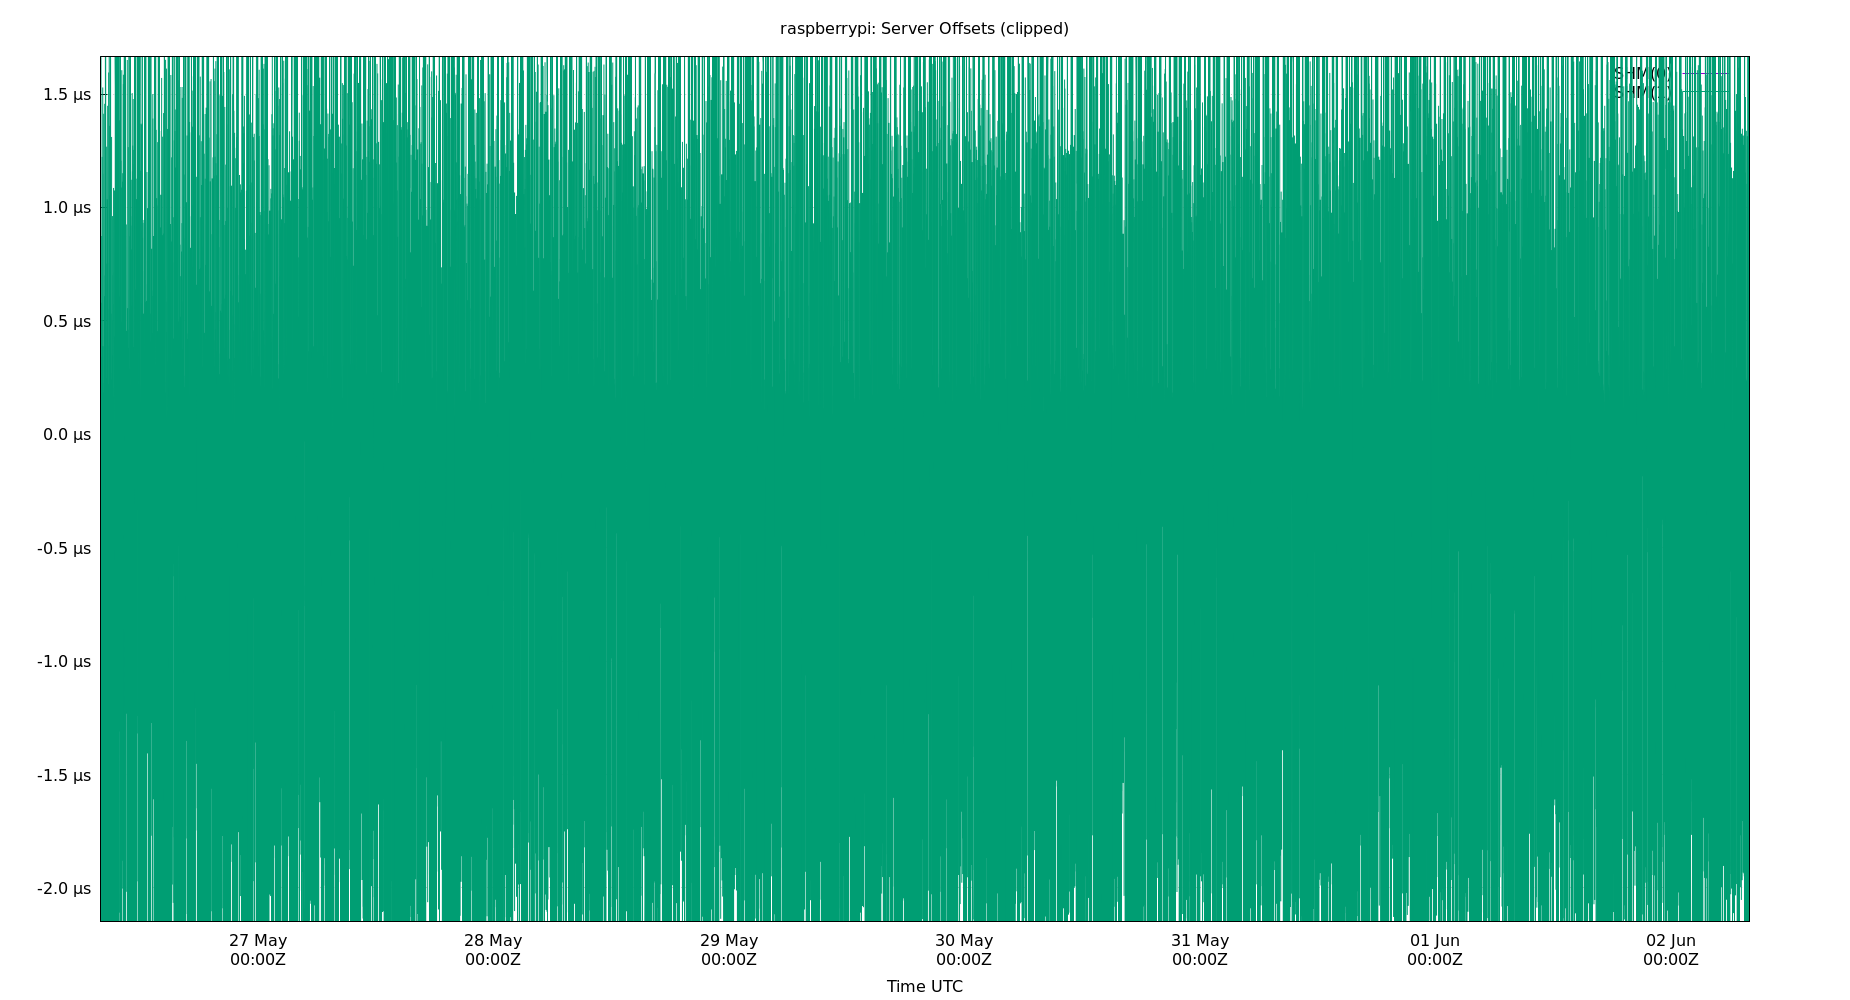 raspberrypi: Server Offsets (clipped)
SHM(0)
1.5 µs
1.0 µs
0.5 µs
0.0 µs
-0.5 µs
-1.0 µs
-1.5 µs
-2.0 µs
27 May
00:00Z
28 May
00:00Z
29 May
00:00Z
30 May
00:00Z
31 May
00:00Z
01 Jun
00:00Z
02 Jun
00:00Z
Time UTC